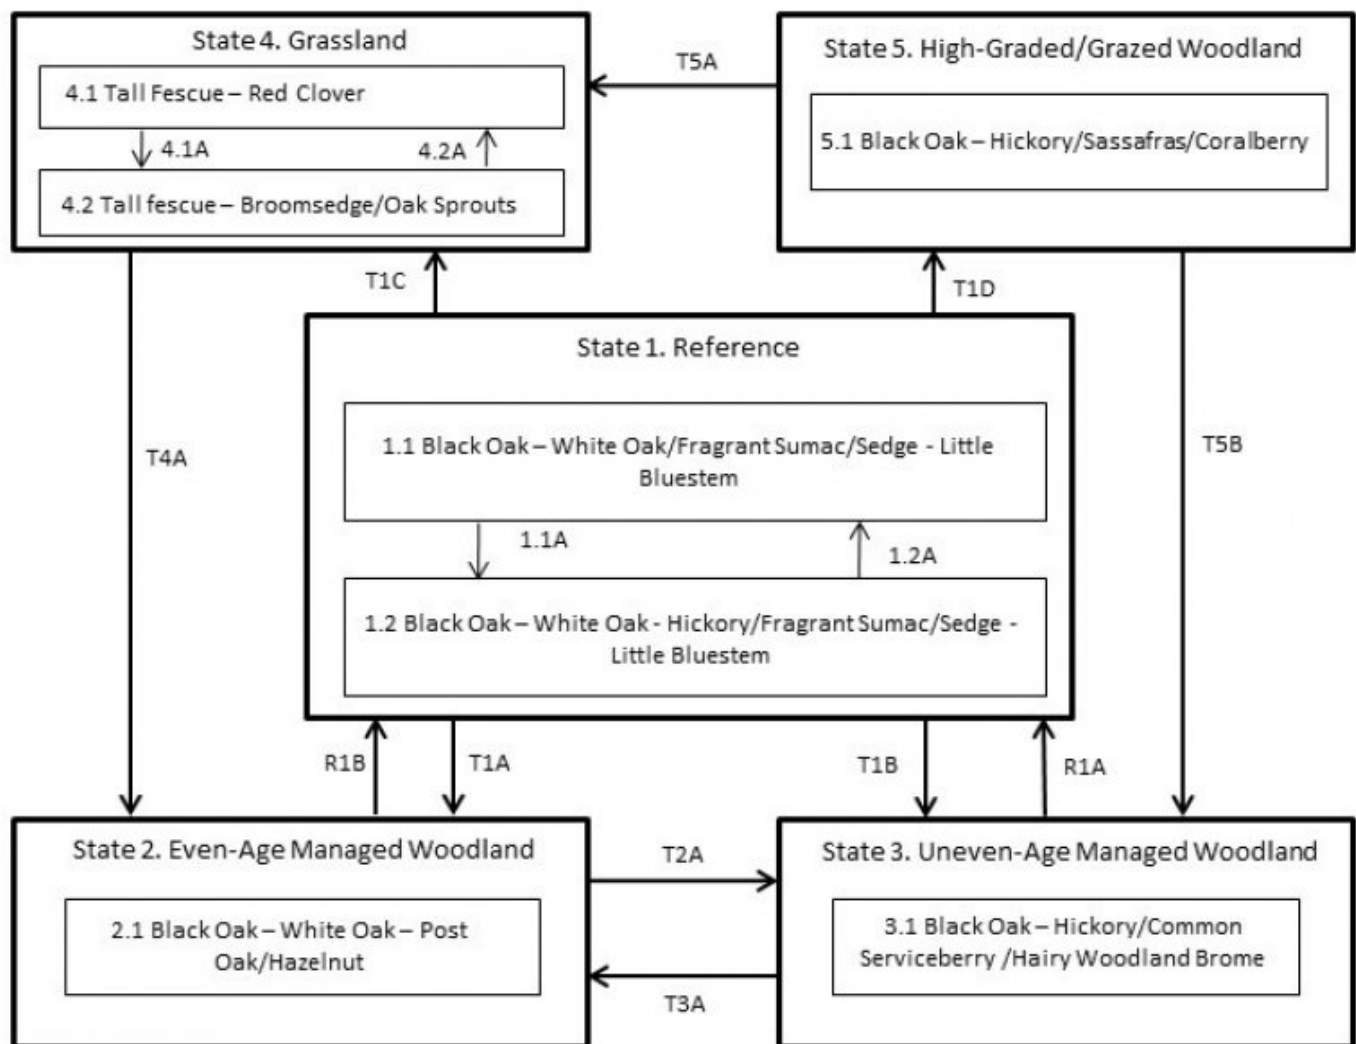 State 4. Grassland
4.1 Tall Fescue – Red Clover
4.1A
4.2A
4.2 Tall fescue – Broomsedge/Oak Sprouts
T5A
State 5. High-Graded/Grazed Woodland
5.1 Black Oak – Hickory/Sassafras/Coralberry
T1C
T1D
State 1. Reference
1.1 Black Oak – White Oak/Fragrant Sumac/Sedge - Little
Bluestem
1.1A
1.2A
1.2 Black Oak – White Oak - Hickory/Fragrant Sumac/Sedge -
Little Bluestem
T4A
T5B
R1B
T1A
T1B
R1A
State 2. Even-Age Managed Woodland
2.1 Black Oak – White Oak – Post
Oak/Hazelnut
T2A
T3A
State 3. Uneven-Age Managed Woodland
3.1 Black Oak – Hickory/Common
Serviceberry /Hairy Woodland Brome